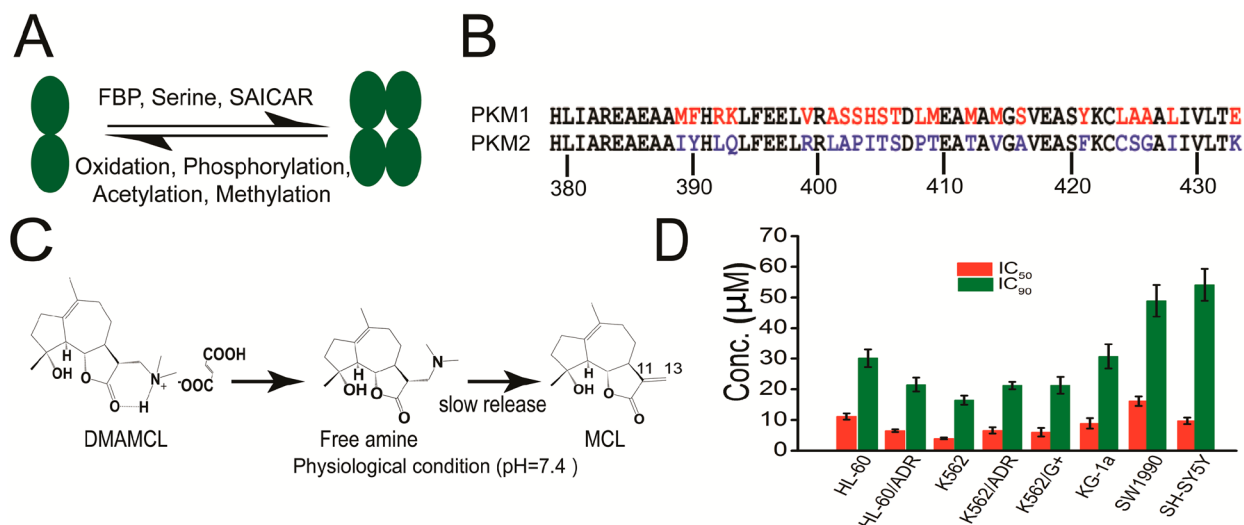 A
FBP, Serine, SAICAR
Oxidation, Phosphorylation,
Acetylation, Methylation
B
PKM1 HLIAREAEAAMFHRKLFEELVRASSHSTDLMEAMAMGSVEASYKCLAAALIVLTE
PKM2 HLIAREAEAAIYHLQLFEELRRLAPITSDPTEATAVGAVEASFKCCSGAIIVLTK
380 390 400 410 420 430
C
H
OH
O
O
H
N+
COOH
-OOC
DMAMCL
H
OH
O
O
N
Free amine
slow release
H
OH
O
O
11 13
MCL
Physiological condition (pH=7.4 )
D
Conc. (μM)
70
60
50
40
30
20
10
0
IC50
IC90
HL-60
HL-60/ADR
K562
K562/ADR
K562/G+
KG-1a
SW1990
SH-SY5Y